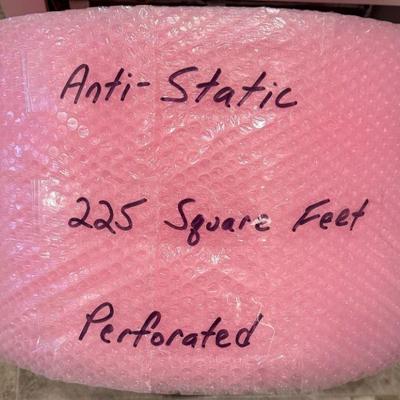 Anti-Static
225 Square Feet
Perforated